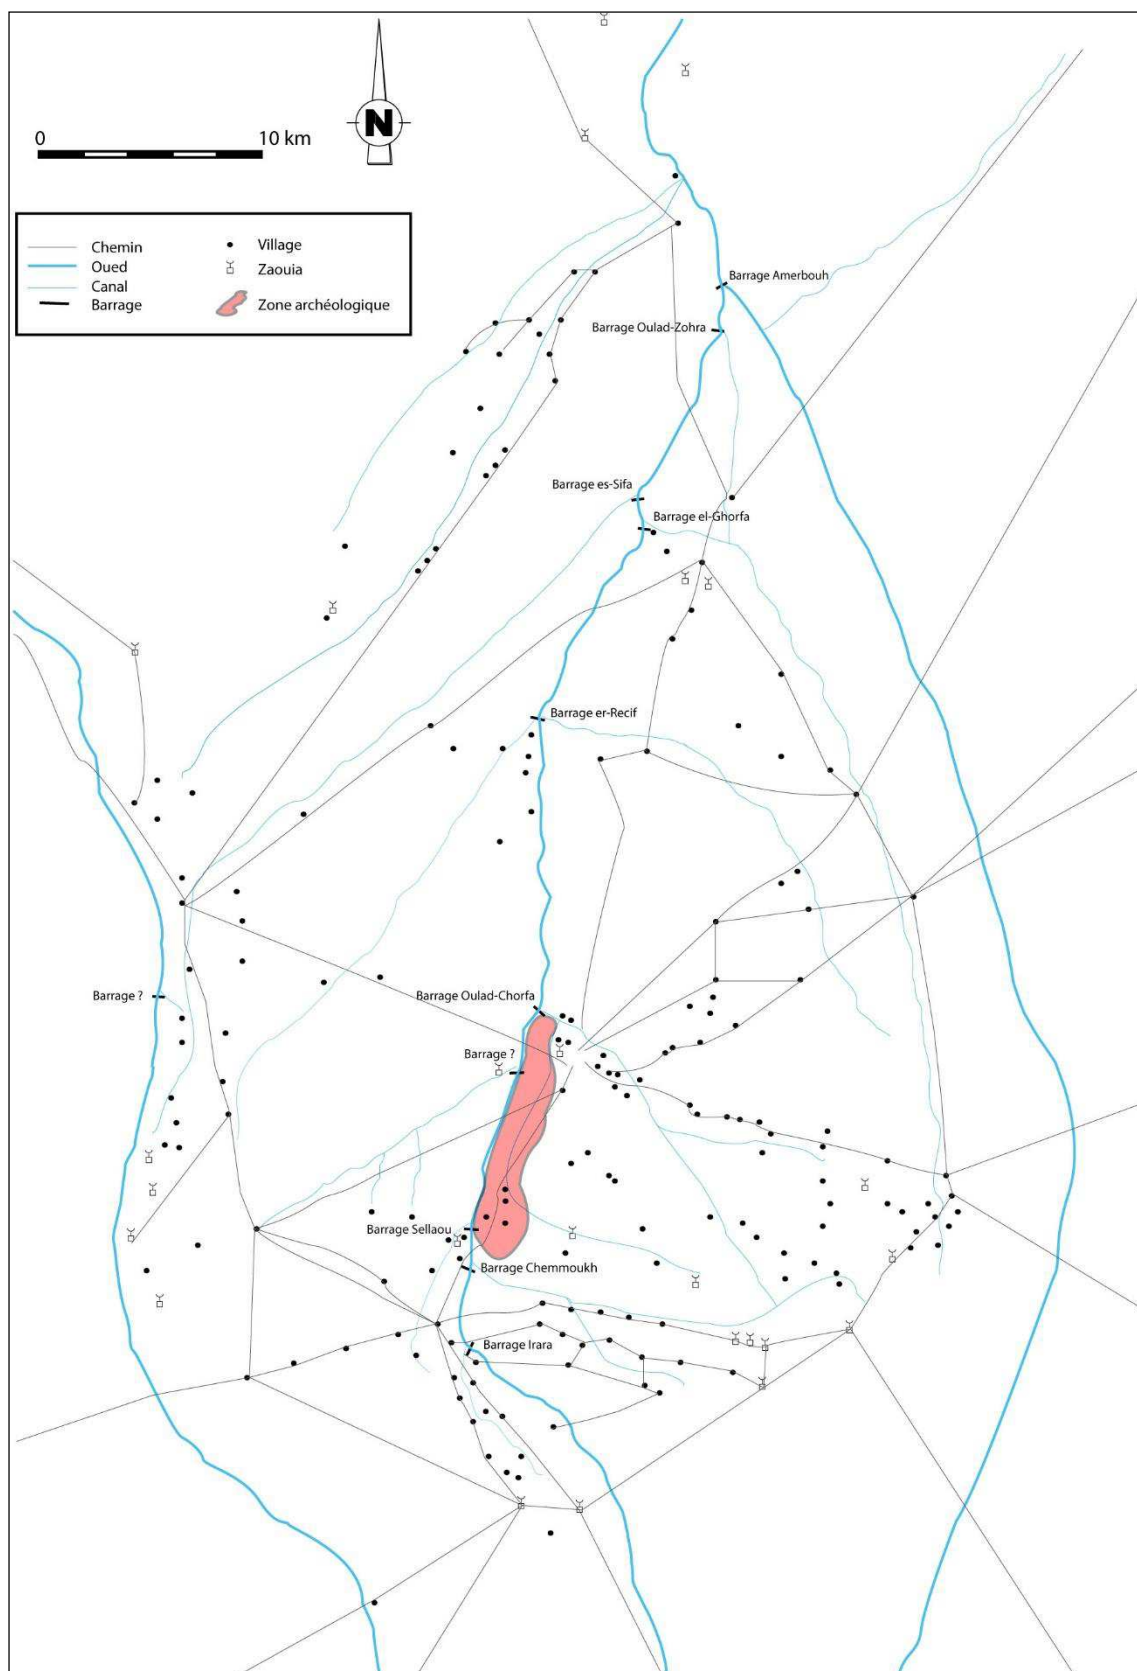 N
0 10 km
Chemin
Oued
Canal
Barrage
Village
Zaouia
Zone archéologique
Barrage Amerbouh
Barrage Oulad-Zohra
Barrage es-Sifa
Barrage el-Ghorfa
Barrage er-Recif
Barrage ?
Barrage Oulad-Chorfa
Barrage ?
Barrage Sellaou
Barrage Chemmoukh
Barrage Irara